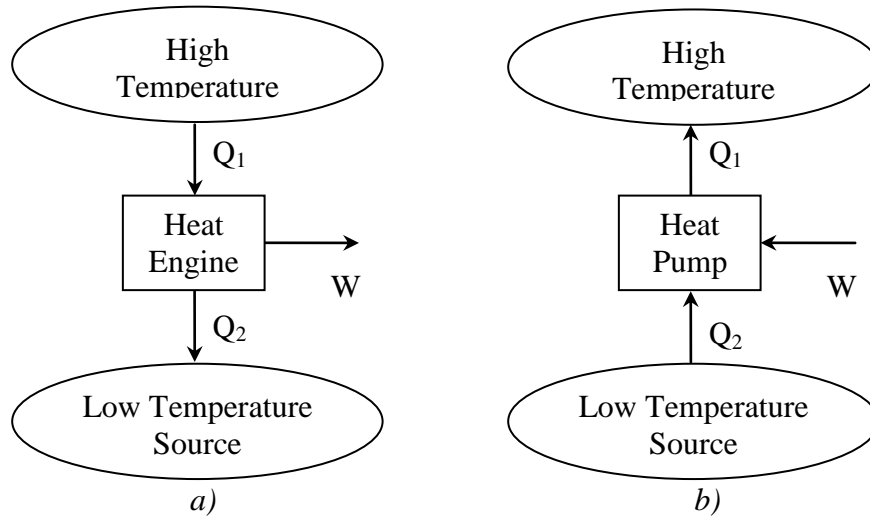 High
Temperature
Q₁
Heat
Engine
W
Q₂
Low Temperature
Source
a)
High
Temperature
Q₁
Heat
Pump
W
Q₂
Low Temperature
Source
b)